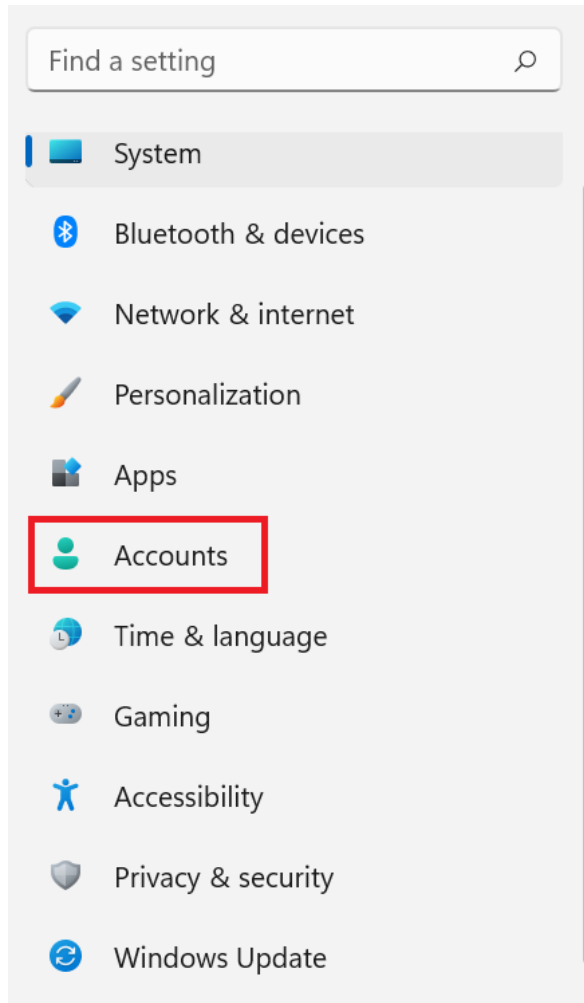 Find a setting
System
Bluetooth & devices
Network & internet
Personalization
Apps
Accounts
Time & language
Gaming
Accessibility
Privacy & security
Windows Update